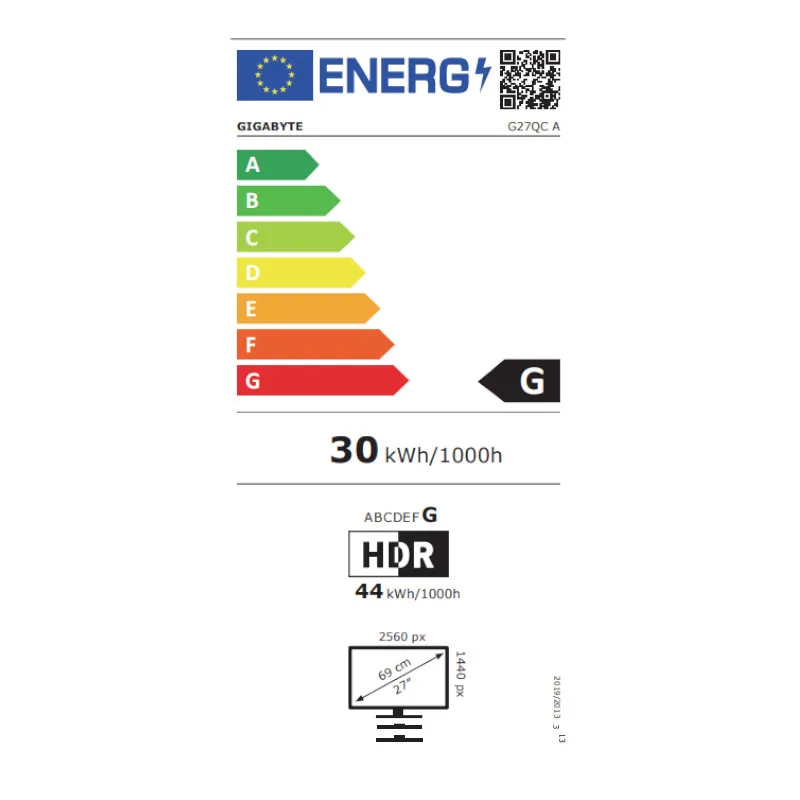 ENERG
GIGABYTE G27QC A
A
B
C
D
E
F
G G
30 kWh/1000h
ABCDEFG
HDR
44 kWh/1000h
2560 px
1440 px
69 cm
27"
2019/2013